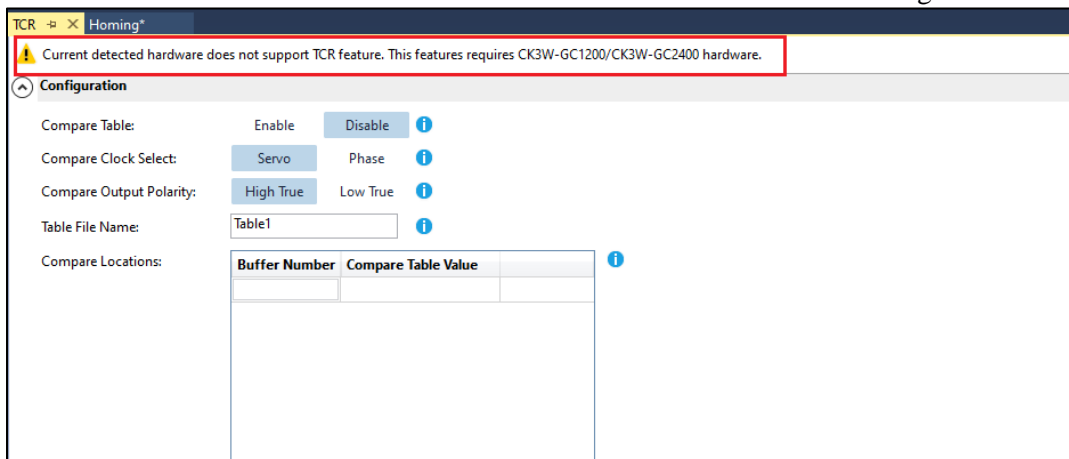 TCR Homing*
Current detected hardware does not support TCR feature. This features requires CK3W-GC1200/CK3W-GC2400 hardware.
Configuration
Compare Table: Enable Disable
Compare Clock Select: Servo Phase
Compare Output Polarity: High True Low True
Table File Name: Table1
Compare Locations: Buffer Number Compare Table Value